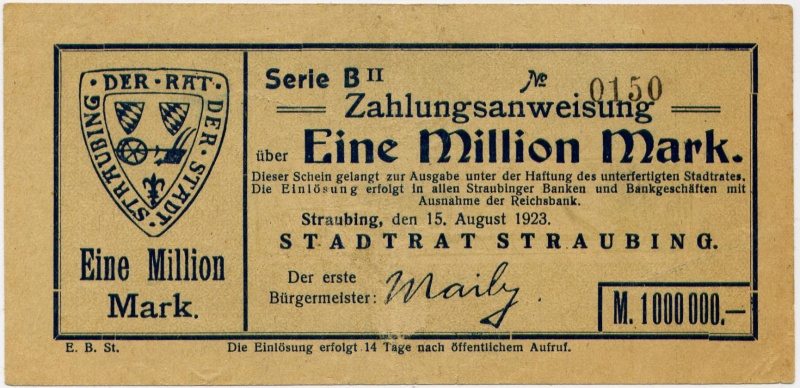 · DER · RAT · DER · STADT · STRAUBING
Eine Million
Mark.
Serie B II № 0150
Zahlungsanweisung
über Eine Million Mark.
Dieser Schein gelangt zur Ausgabe unter der Haftung des unterfertigten Stadtrates.
Die Einlösung erfolgt in allen Straubinger Banken und Bankgeschäften mit
Ausnahme der Reichsbank.
Straubing, den 15. August 1923.
STADTRAT STRAUBING.
Der erste
Bürgermeister:
M. 1000000.-
E. B. St.
Die Einlösung erfolgt 14 Tage nach öffentlichem Aufruf.